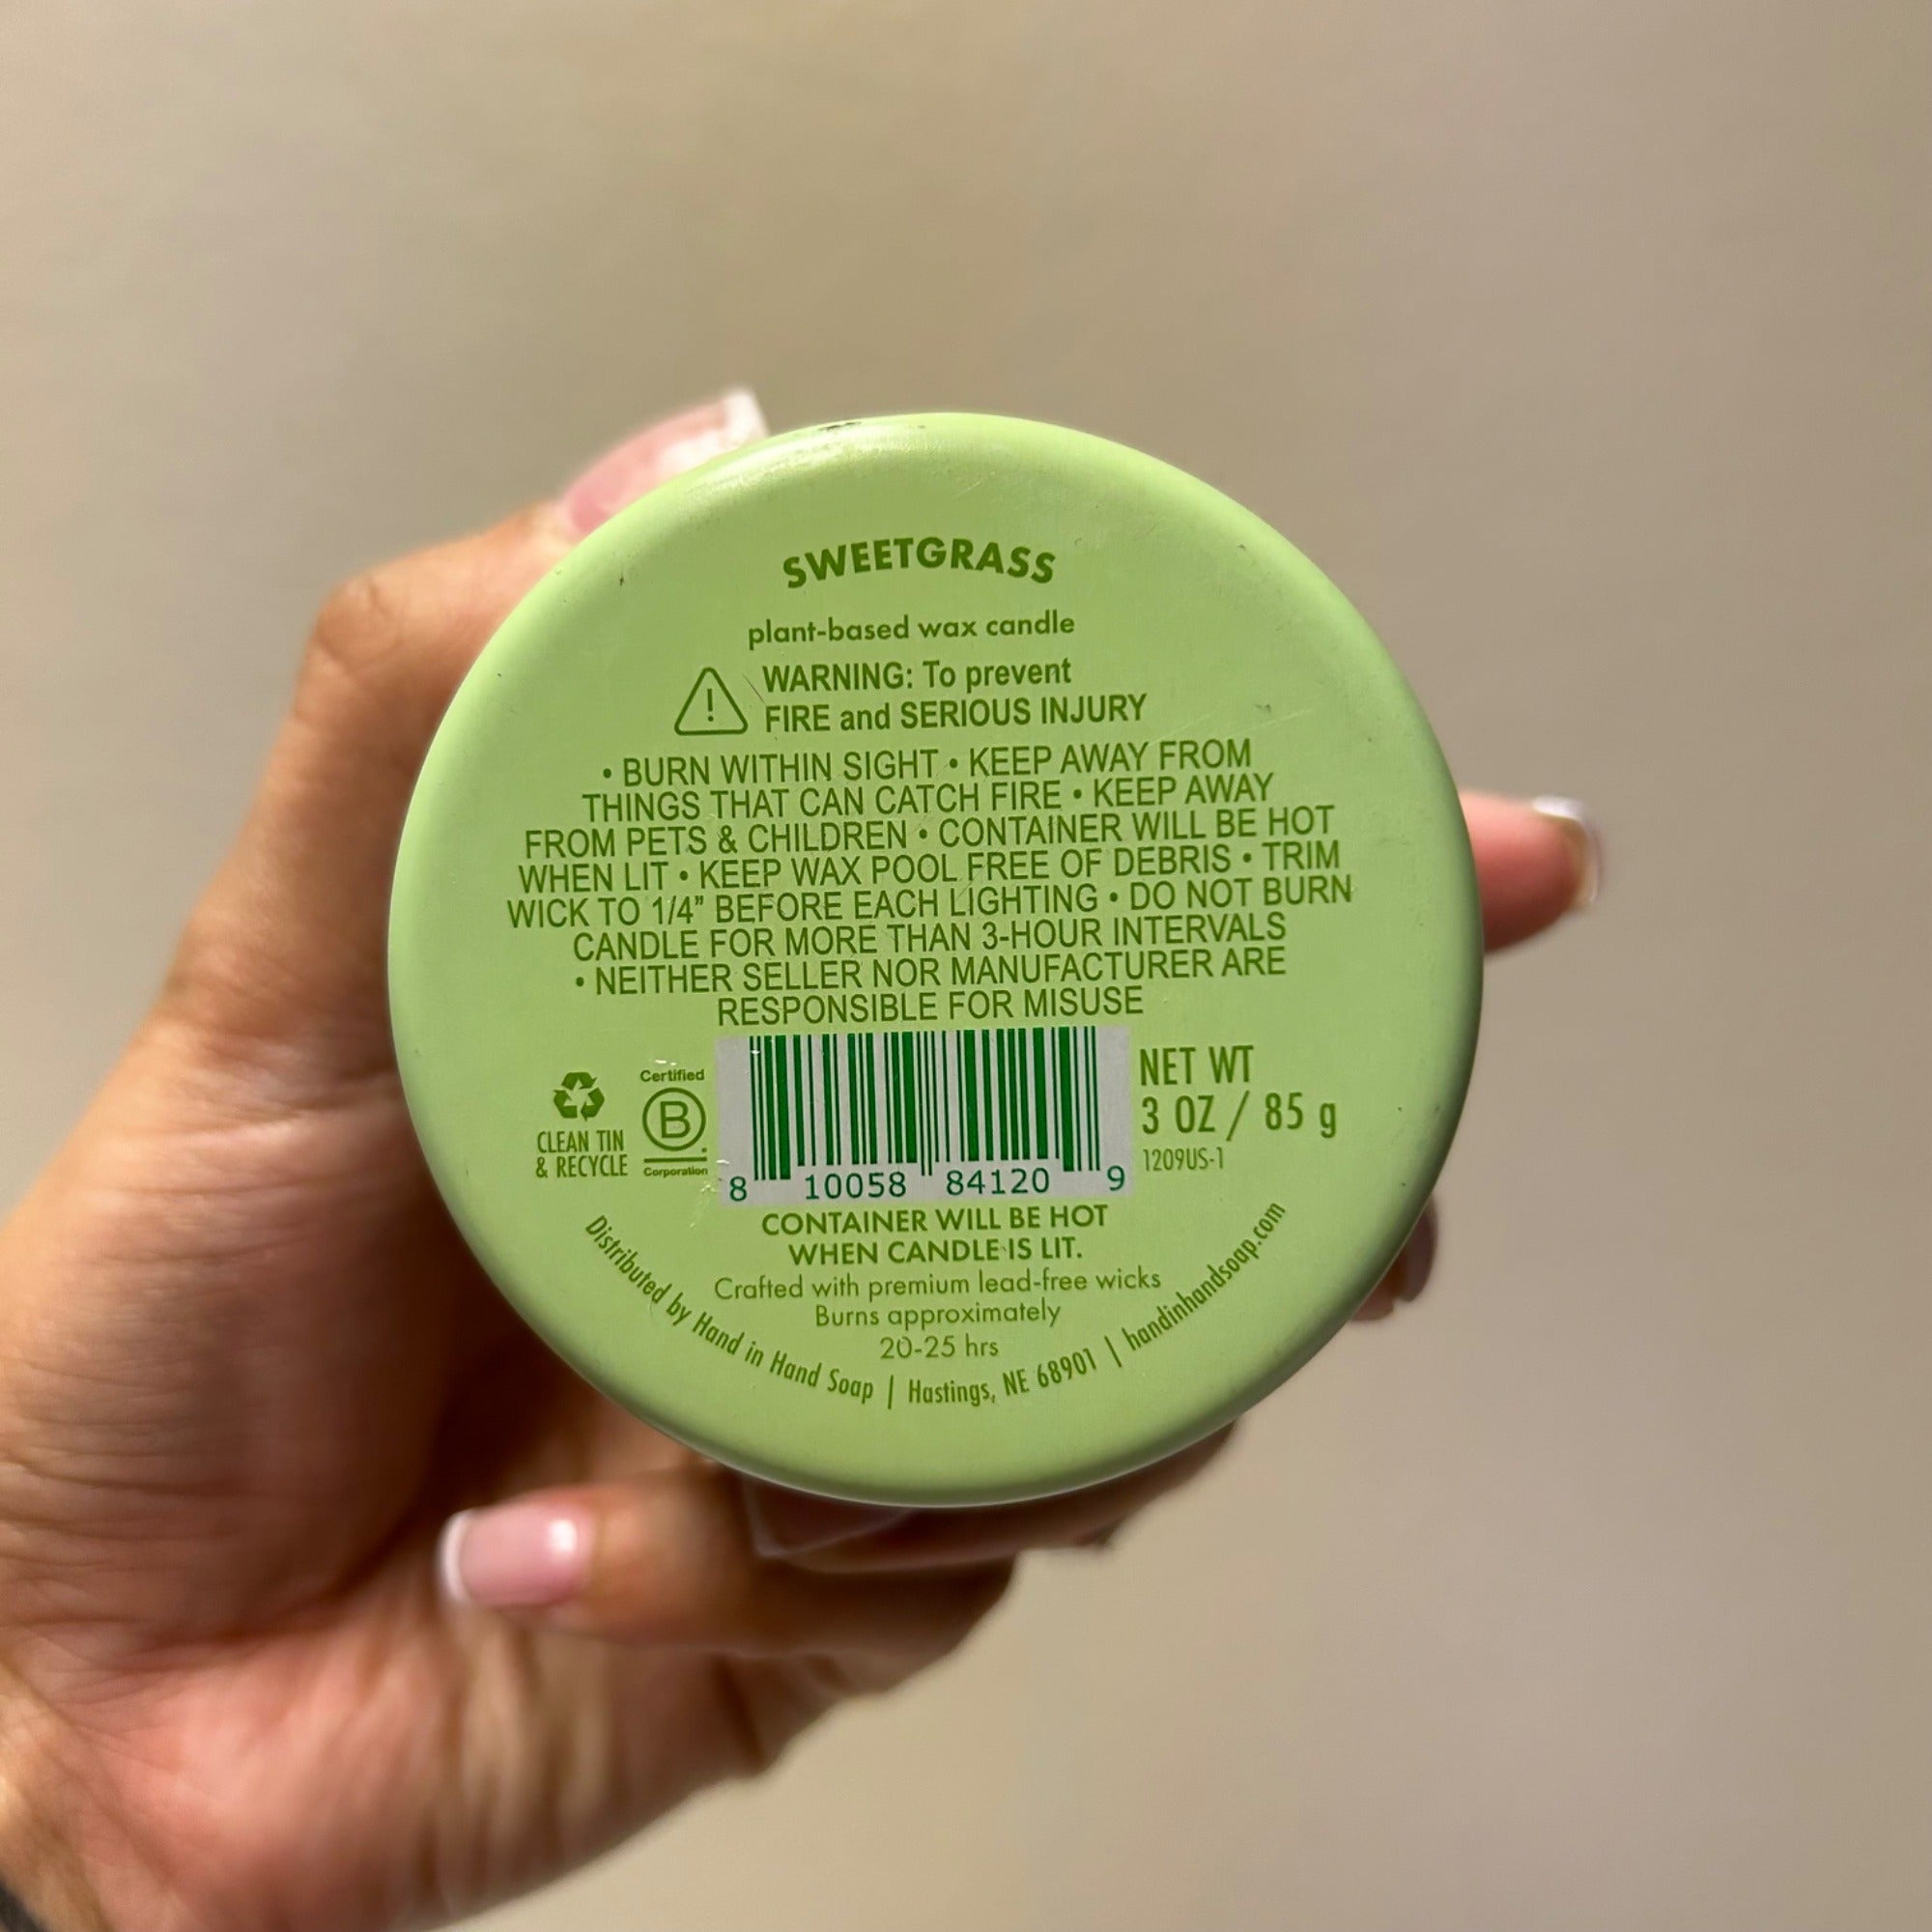 SWEETGRASS
plant-based wax candle
WARNING: To prevent
FIRE and SERIOUS INJURY
• BURN WITHIN SIGHT • KEEP AWAY FROM
THINGS THAT CAN CATCH FIRE • KEEP AWAY
FROM PETS & CHILDREN • CONTAINER WILL BE HOT
WHEN LIT • KEEP WAX POOL FREE OF DEBRIS • TRIM
WICK TO 1/4” BEFORE EACH LIGHTING • DO NOT BURN
CANDLE FOR MORE THAN 3-HOUR INTERVALS
• NEITHER SELLER NOR MANUFACTURER ARE
RESPONSIBLE FOR MISUSE
CLEAN TIN
& RECYCLE
Certified
B
Corporation
8 10058 84120 9
NET WT
3 OZ / 85 g
1209US-1
CONTAINER WILL BE HOT
WHEN CANDLE IS LIT.
Crafted with premium lead-free wicks
Burns approximately
20-25 hrs
Distributed by Hand in Hand Soap | Hastings, NE 68901 | handinhandsoap.com